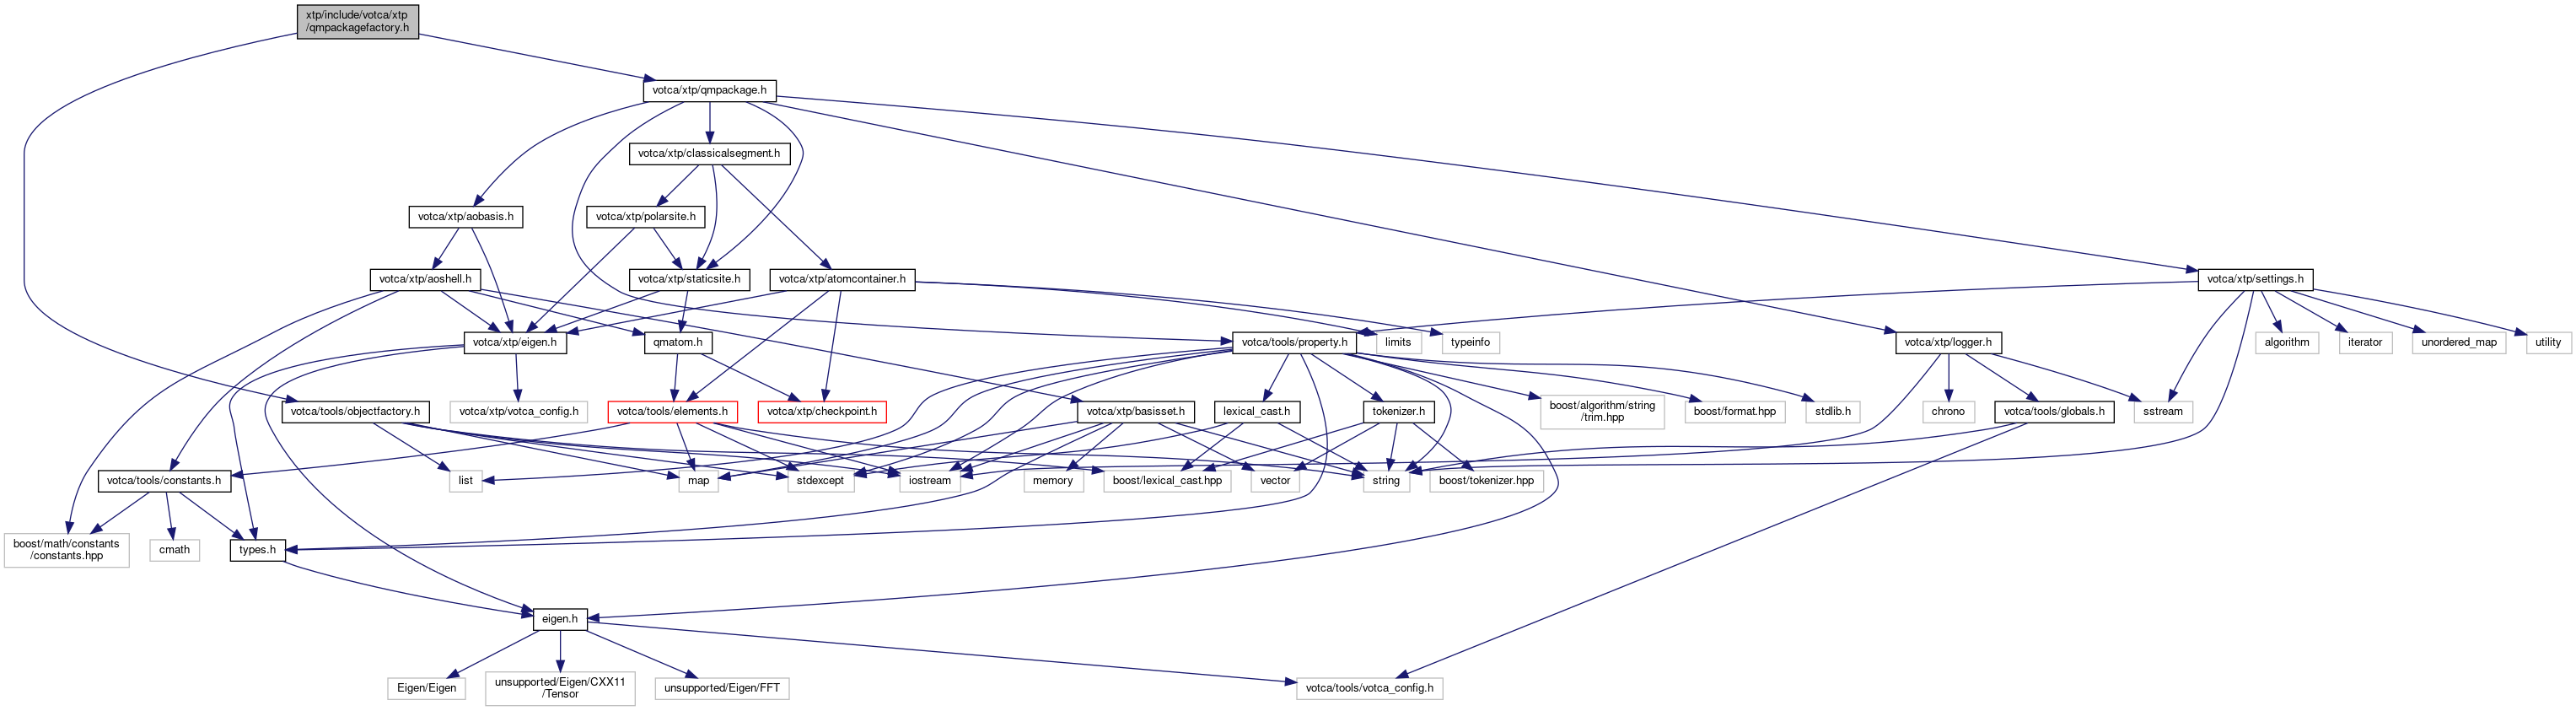 xtp/include/votca/xtp
/qmpackagefactory.h
votca/xtp/qmpackage.h
votca/xtp/classicalsegment.h
votca/xtp/aobasis.h
votca/xtp/polarsite.h
votca/xtp/aoshell.h
votca/xtp/staticsite.h
votca/xtp/atomcontainer.h
votca/xtp/settings.h
votca/xtp/eigen.h
qmatom.h
votca/tools/property.h
limits
typeinfo
votca/xtp/logger.h
algorithm
iterator
unordered_map
utility
votca/tools/objectfactory.h
votca/xtp/votca_config.h
votca/tools/elements.h
votca/xtp/checkpoint.h
votca/xtp/basisset.h
lexical_cast.h
tokenizer.h
boost/algorithm/string
/trim.hpp
boost/format.hpp
stdlib.h
chrono
votca/tools/globals.h
sstream
votca/tools/constants.h
list
map
stdexcept
iostream
memory
boost/lexical_cast.hpp
vector
string
boost/tokenizer.hpp
boost/math/constants
/constants.hpp
cmath
types.h
eigen.h
Eigen/Eigen
unsupported/Eigen/CXX11
/Tensor
unsupported/Eigen/FFT
votca/tools/votca_config.h